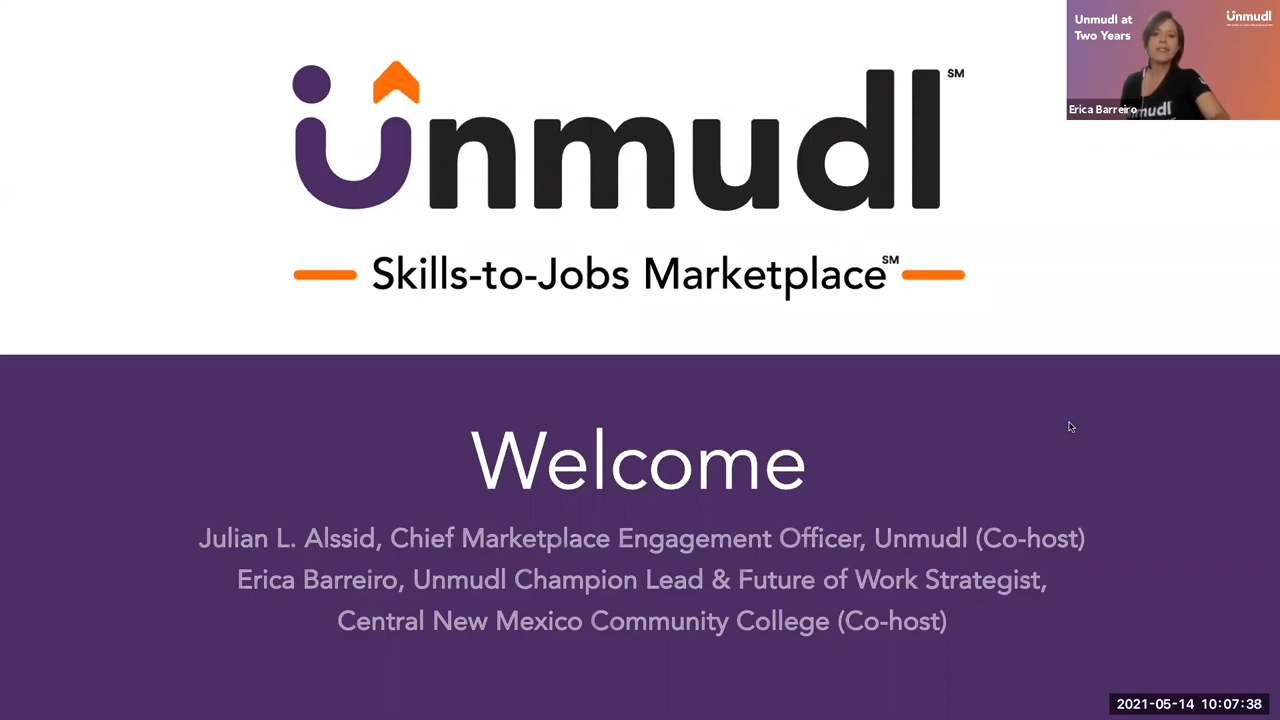 Unmudl SM
Skills-to-Jobs Marketplace SM
Unmudl at
Two Years
Unmudl
Erica Barreiro
mudl
Welcome
Julian L. Alssid, Chief Marketplace Engagement Officer, Unmudl (Co-host)
Erica Barreiro, Unmudl Champion Lead & Future of Work Strategist,
Central New Mexico Community College (Co-host)
2021-05-14 10:07:38